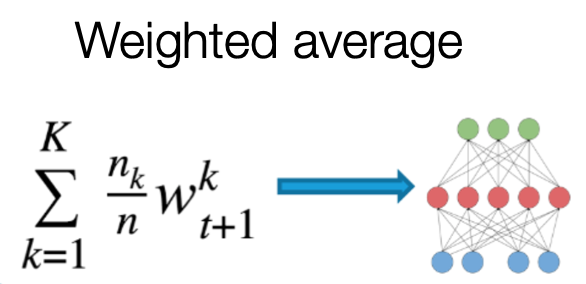 Weighted average
K
∑ n_k/n w^k_{t+1}
k=1